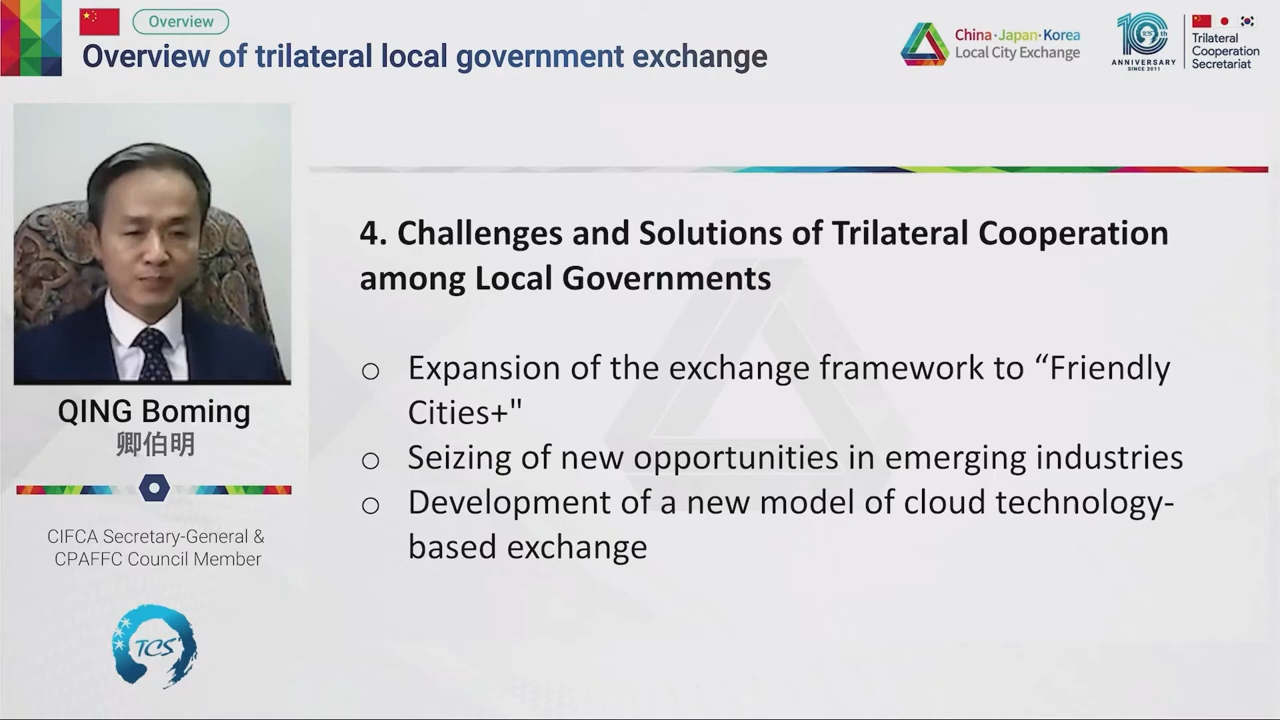 Overview
Overview of trilateral local government exchange
China·Japan·Korea
Local City Exchange
10th
TCS
ANNIVERSARY
SINCE 2011
Trilateral
Cooperation
Secretariat
4. Challenges and Solutions of Trilateral Cooperation
among Local Governments
o Expansion of the exchange framework to “Friendly
Cities+"
o Seizing of new opportunities in emerging industries
o Development of a new model of cloud technology-
based exchange
QING Boming
卿伯明
CIFCA Secretary-General &
CPAFFC Council Member
TCS